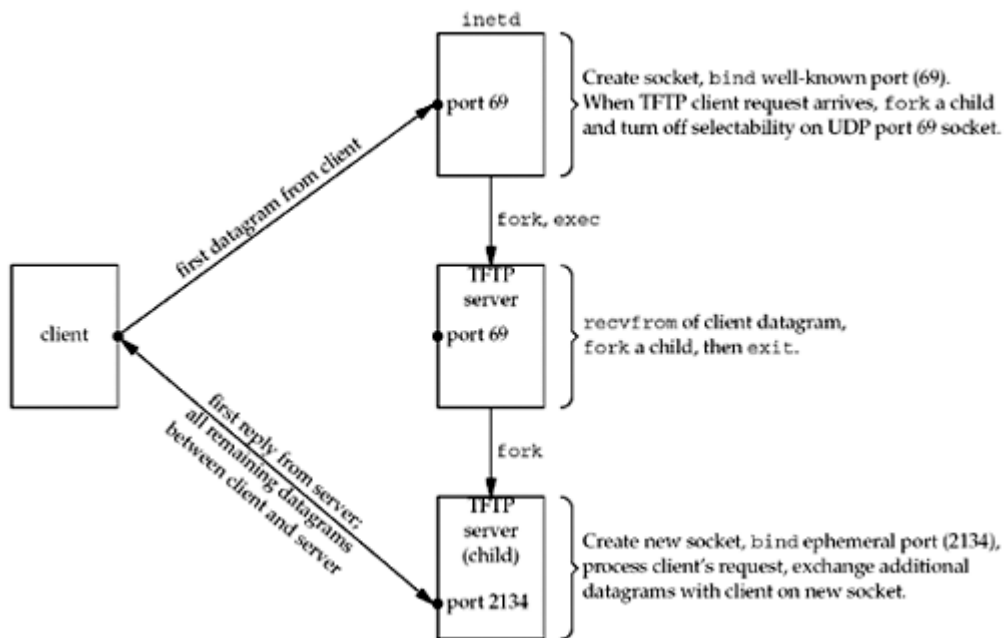 inetd
port 69
Create socket, bind well-known port (69).
When TFTP client request arrives, fork a child
and turn off selectability on UDP port 69 socket.
first datagram from client
fork, exec
client
TFTP
server
port 69
recvfrom of client datagram,
fork a child, then exit.
first reply from server;
all remaining datagrams
between client and server
fork
TFTP
server
(child)
port 2134
Create new socket, bind ephemeral port (2134),
process client's request, exchange additional
datagrams with client on new socket.